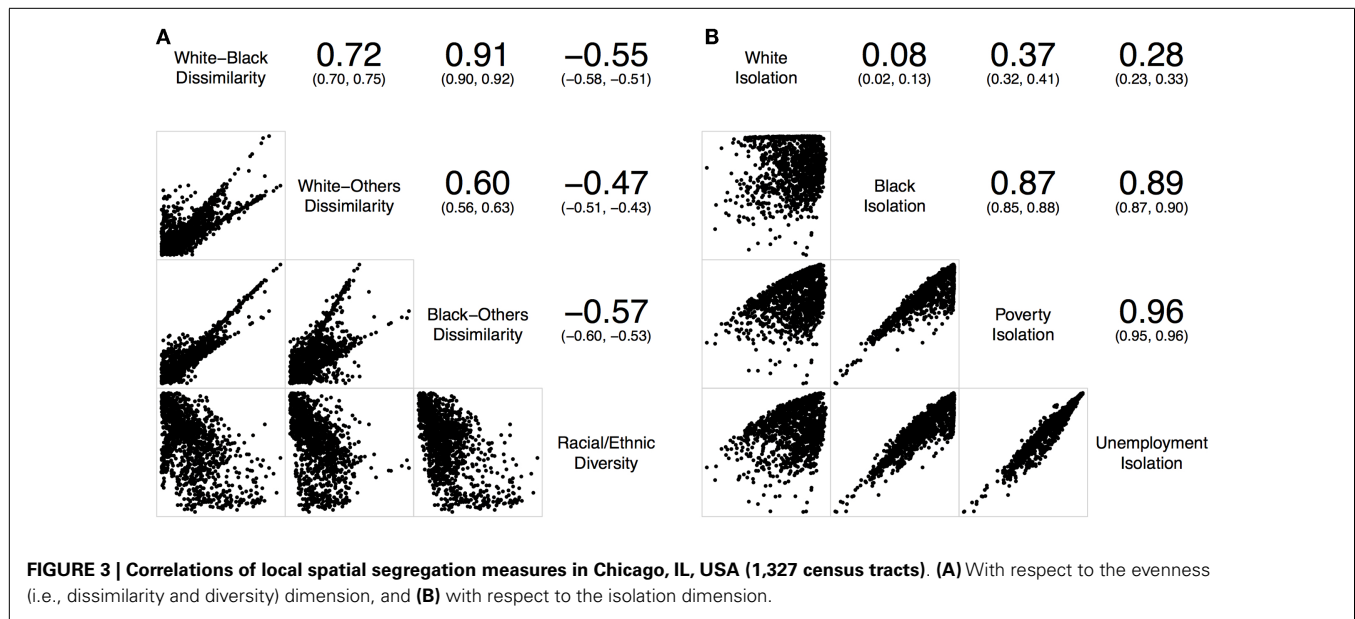 A
White–Black
Dissimilarity
0.72
(0.70, 0.75)
0.91
(0.90, 0.92)
−0.55
(−0.58, −0.51)
White–Others
Dissimilarity
0.60
(0.56, 0.63)
−0.47
(−0.51, −0.43)
Black–Others
Dissimilarity
−0.57
(−0.60, −0.53)
Racial/Ethnic
Diversity
B
White
Isolation
0.08
(0.02, 0.13)
0.37
(0.32, 0.41)
0.28
(0.23, 0.33)
Black
Isolation
0.87
(0.85, 0.88)
0.89
(0.87, 0.90)
Poverty
Isolation
0.96
(0.95, 0.96)
Unemployment
Isolation
FIGURE 3 | Correlations of local spatial segregation measures in Chicago, IL, USA (1,327 census tracts). (A) With respect to the evenness
(i.e., dissimilarity and diversity) dimension, and (B) with respect to the isolation dimension.